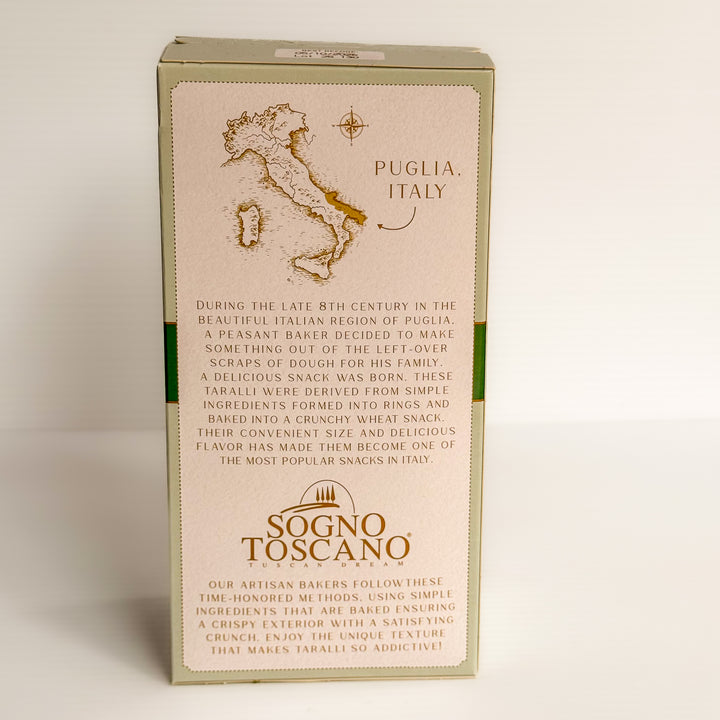 PUGLIA,
ITALY
DURING THE LATE 8TH CENTURY IN THE
BEAUTIFUL ITALIAN REGION OF PUGLIA,
A PEASANT BAKER DECIDED TO MAKE
SOMETHING OUT OF THE LEFT-OVER
SCRAPS OF DOUGH FOR HIS FAMILY.
A DELICIOUS SNACK WAS BORN. THESE
TARALLI WERE DERIVED FROM SIMPLE
INGREDIENTS FORMED INTO RINGS AND
BAKED INTO A CRUNCHY WHEAT SNACK.
THEIR CONVENIENT SIZE AND DELICIOUS
FLAVOR HAS MADE THEM BECOME ONE OF
THE MOST POPULAR SNACKS IN ITALY.
SOGNO
TOSCANO®
TUSCAN DREAM
OUR ARTISAN BAKERS FOLLOW THESE
TIME-HONORED METHODS, USING SIMPLE
INGREDIENTS THAT ARE BAKED ENSURING
A CRISPY EXTERIOR WITH A SATISFYING
CRUNCH. ENJOY THE UNIQUE TEXTURE
THAT MAKES TARALLI SO ADDICTIVE!